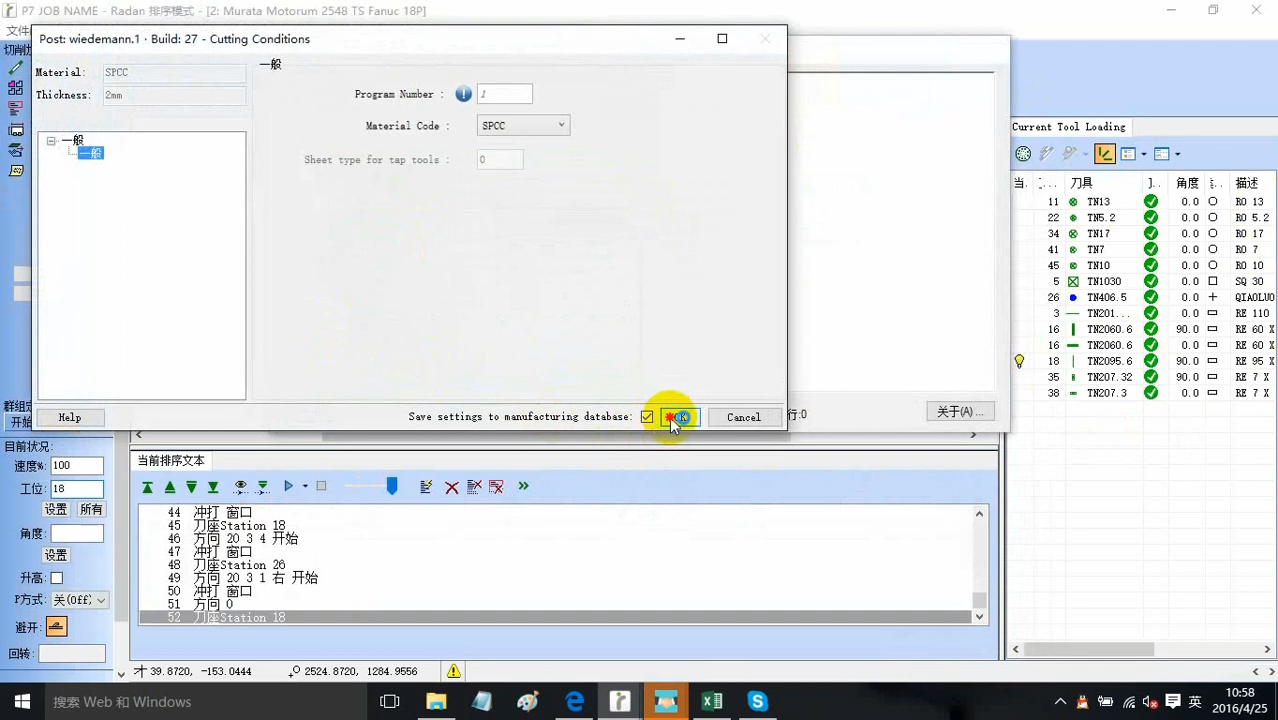 P7 JOB NAME - Radan 排序模式 - [2: Murata Motorum 2548 TS Fanuc 18P]
文件
Post: wiedemann.1 · Build: 27 - Cutting Conditions
切削
Material: SPCC
Thickness: 2mm
一般
一般
一般
Program Number : 1
Material Code : SPCC
Sheet type for tap tools : 0
Help
Save settings to manufacturing database:
Cancel
行:0
关于(A) ...
Current Tool Loading
当. 刀具 角度 描述
11 TN13 0.0 RO 13
22 TN5.2 0.0 RO 5.2
34 TN17 0.0 RO 17
41 TN7 0.0 RO 7
45 TN10 0.0 RO 10
5 TN1030 0.0 SQ 30
26 TN406.5 0.0 QIAOLUO
3 TN201... 0.0 RE 110
16 TN2060.6 90.0 RE 60 X
16 TN2060.6 0.0 RE 60 X
18 TN2095.6 90.0 RE 95 X
35 TN207.32 90.0 RE 7 X
38 TN207.3 0.0 RE 7 X
群组定
开始
目前状况:
速度%: 100
工位: 18
设置 所有
角度:
设置
升高:
P方式: 关(Off)
避开:
回转:
当前排序文本
44 冲打 窗口
45 刀座Station 18
46 方向 20 3 4 开始
47 冲打 窗口
48 刀座Station 26
49 方向 20 3 1 右 开始
50 冲打 窗口
51 方向 0
52 刀座Station 18
39.8720, -153.0444
2524.8720, 1284.9556
搜索 Web 和 Windows
英
10:58
2016/4/25